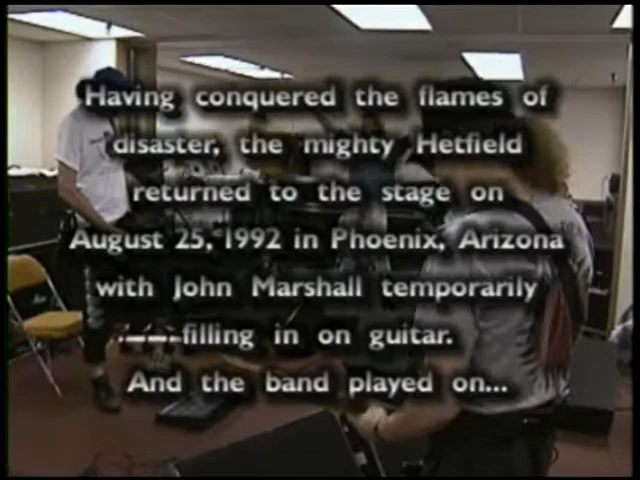 Having conquered the flames of
disaster, the mighty Hetfield
returned to the stage on
August 25, 1992 in Phoenix, Arizona
with John Marshall temporarily
filling in on guitar.
And the band played on...